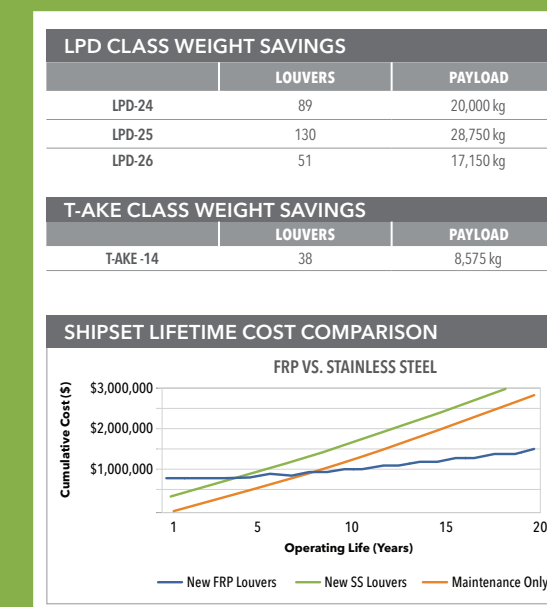 LPD CLASS WEIGHT SAVINGS
LOUVERS PAYLOAD
LPD-24 89 20,000 kg
LPD-25 130 28,750 kg
LPD-26 51 17,150 kg
T-AKE CLASS WEIGHT SAVINGS
LOUVERS PAYLOAD
T-AKE -14 38 8,575 kg
SHIPSET LIFETIME COST COMPARISON
FRP VS. STAINLESS STEEL
Cumulative Cost ($)
$3,000,000
$2,000,000
$1,000,000
1 5 10 15 20
Operating Life (Years)
New FRP Louvers New SS Louvers Maintenance Only